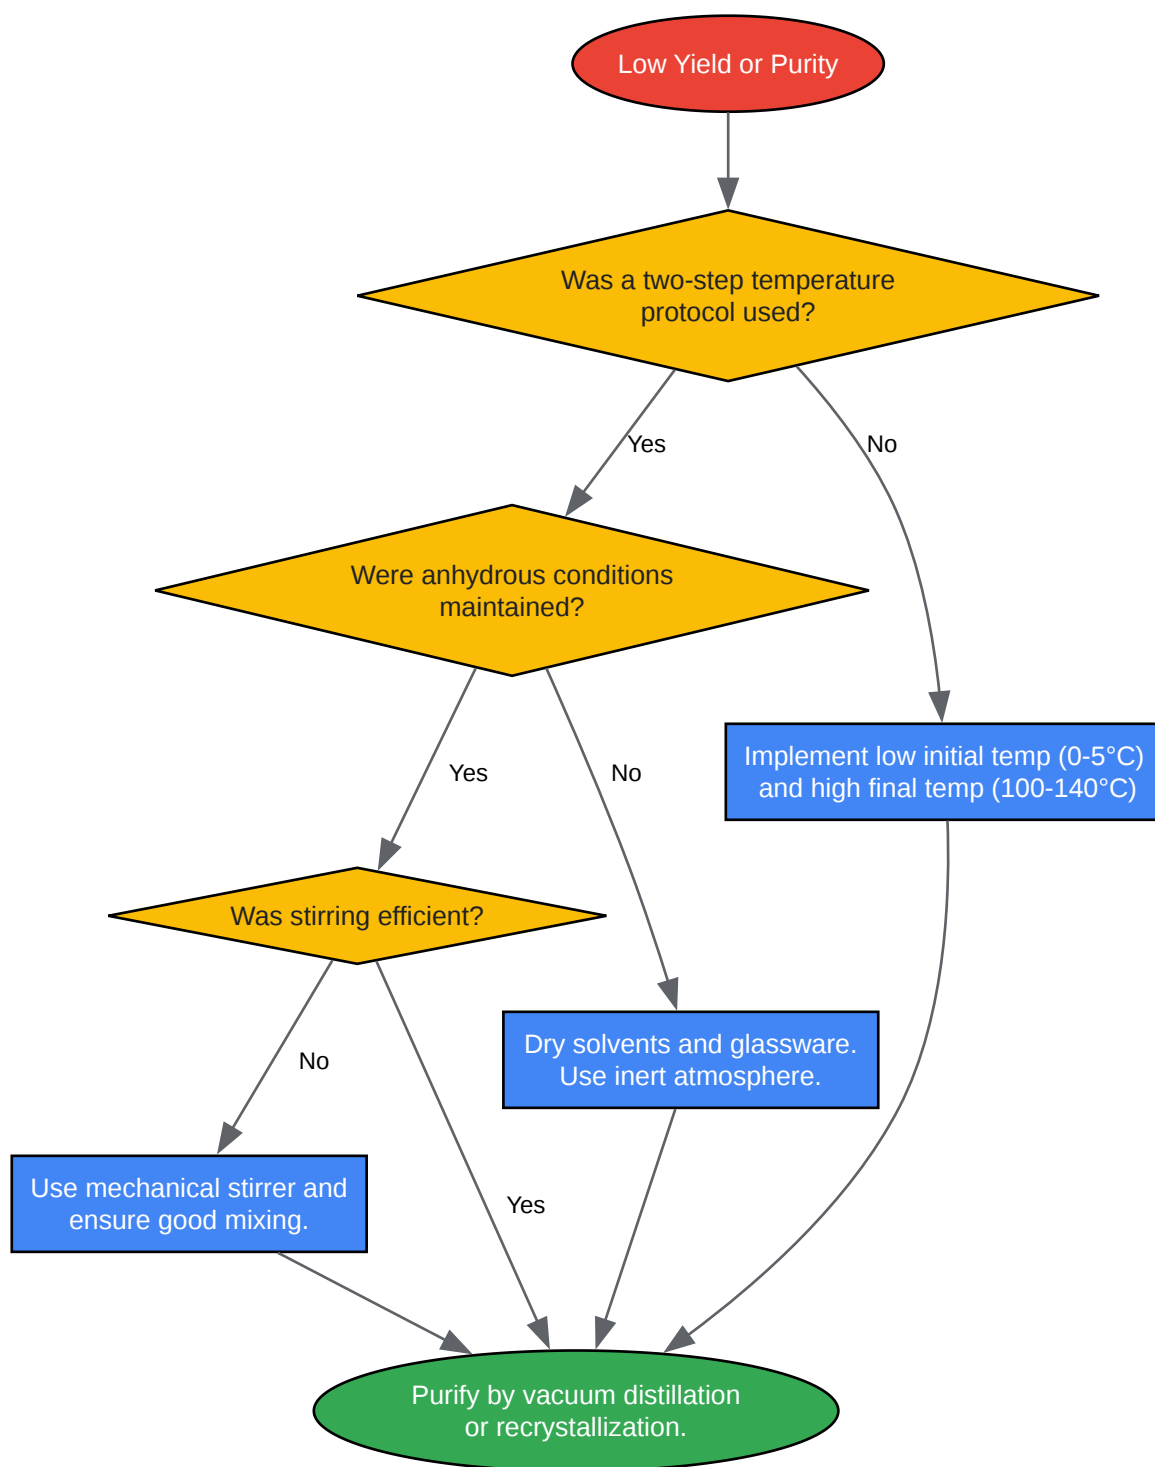 Low Yield or Purity
Was a two-step temperature
protocol used?
Yes
No
Were anhydrous conditions
maintained?
Implement low initial temp (0-5°C)
and high final temp (100-140°C)
Yes
No
Was stirring efficient?
Dry solvents and glassware.
Use inert atmosphere.
No
Use mechanical stirrer and
ensure good mixing.
Yes
Purify by vacuum distillation
or recrystallization.